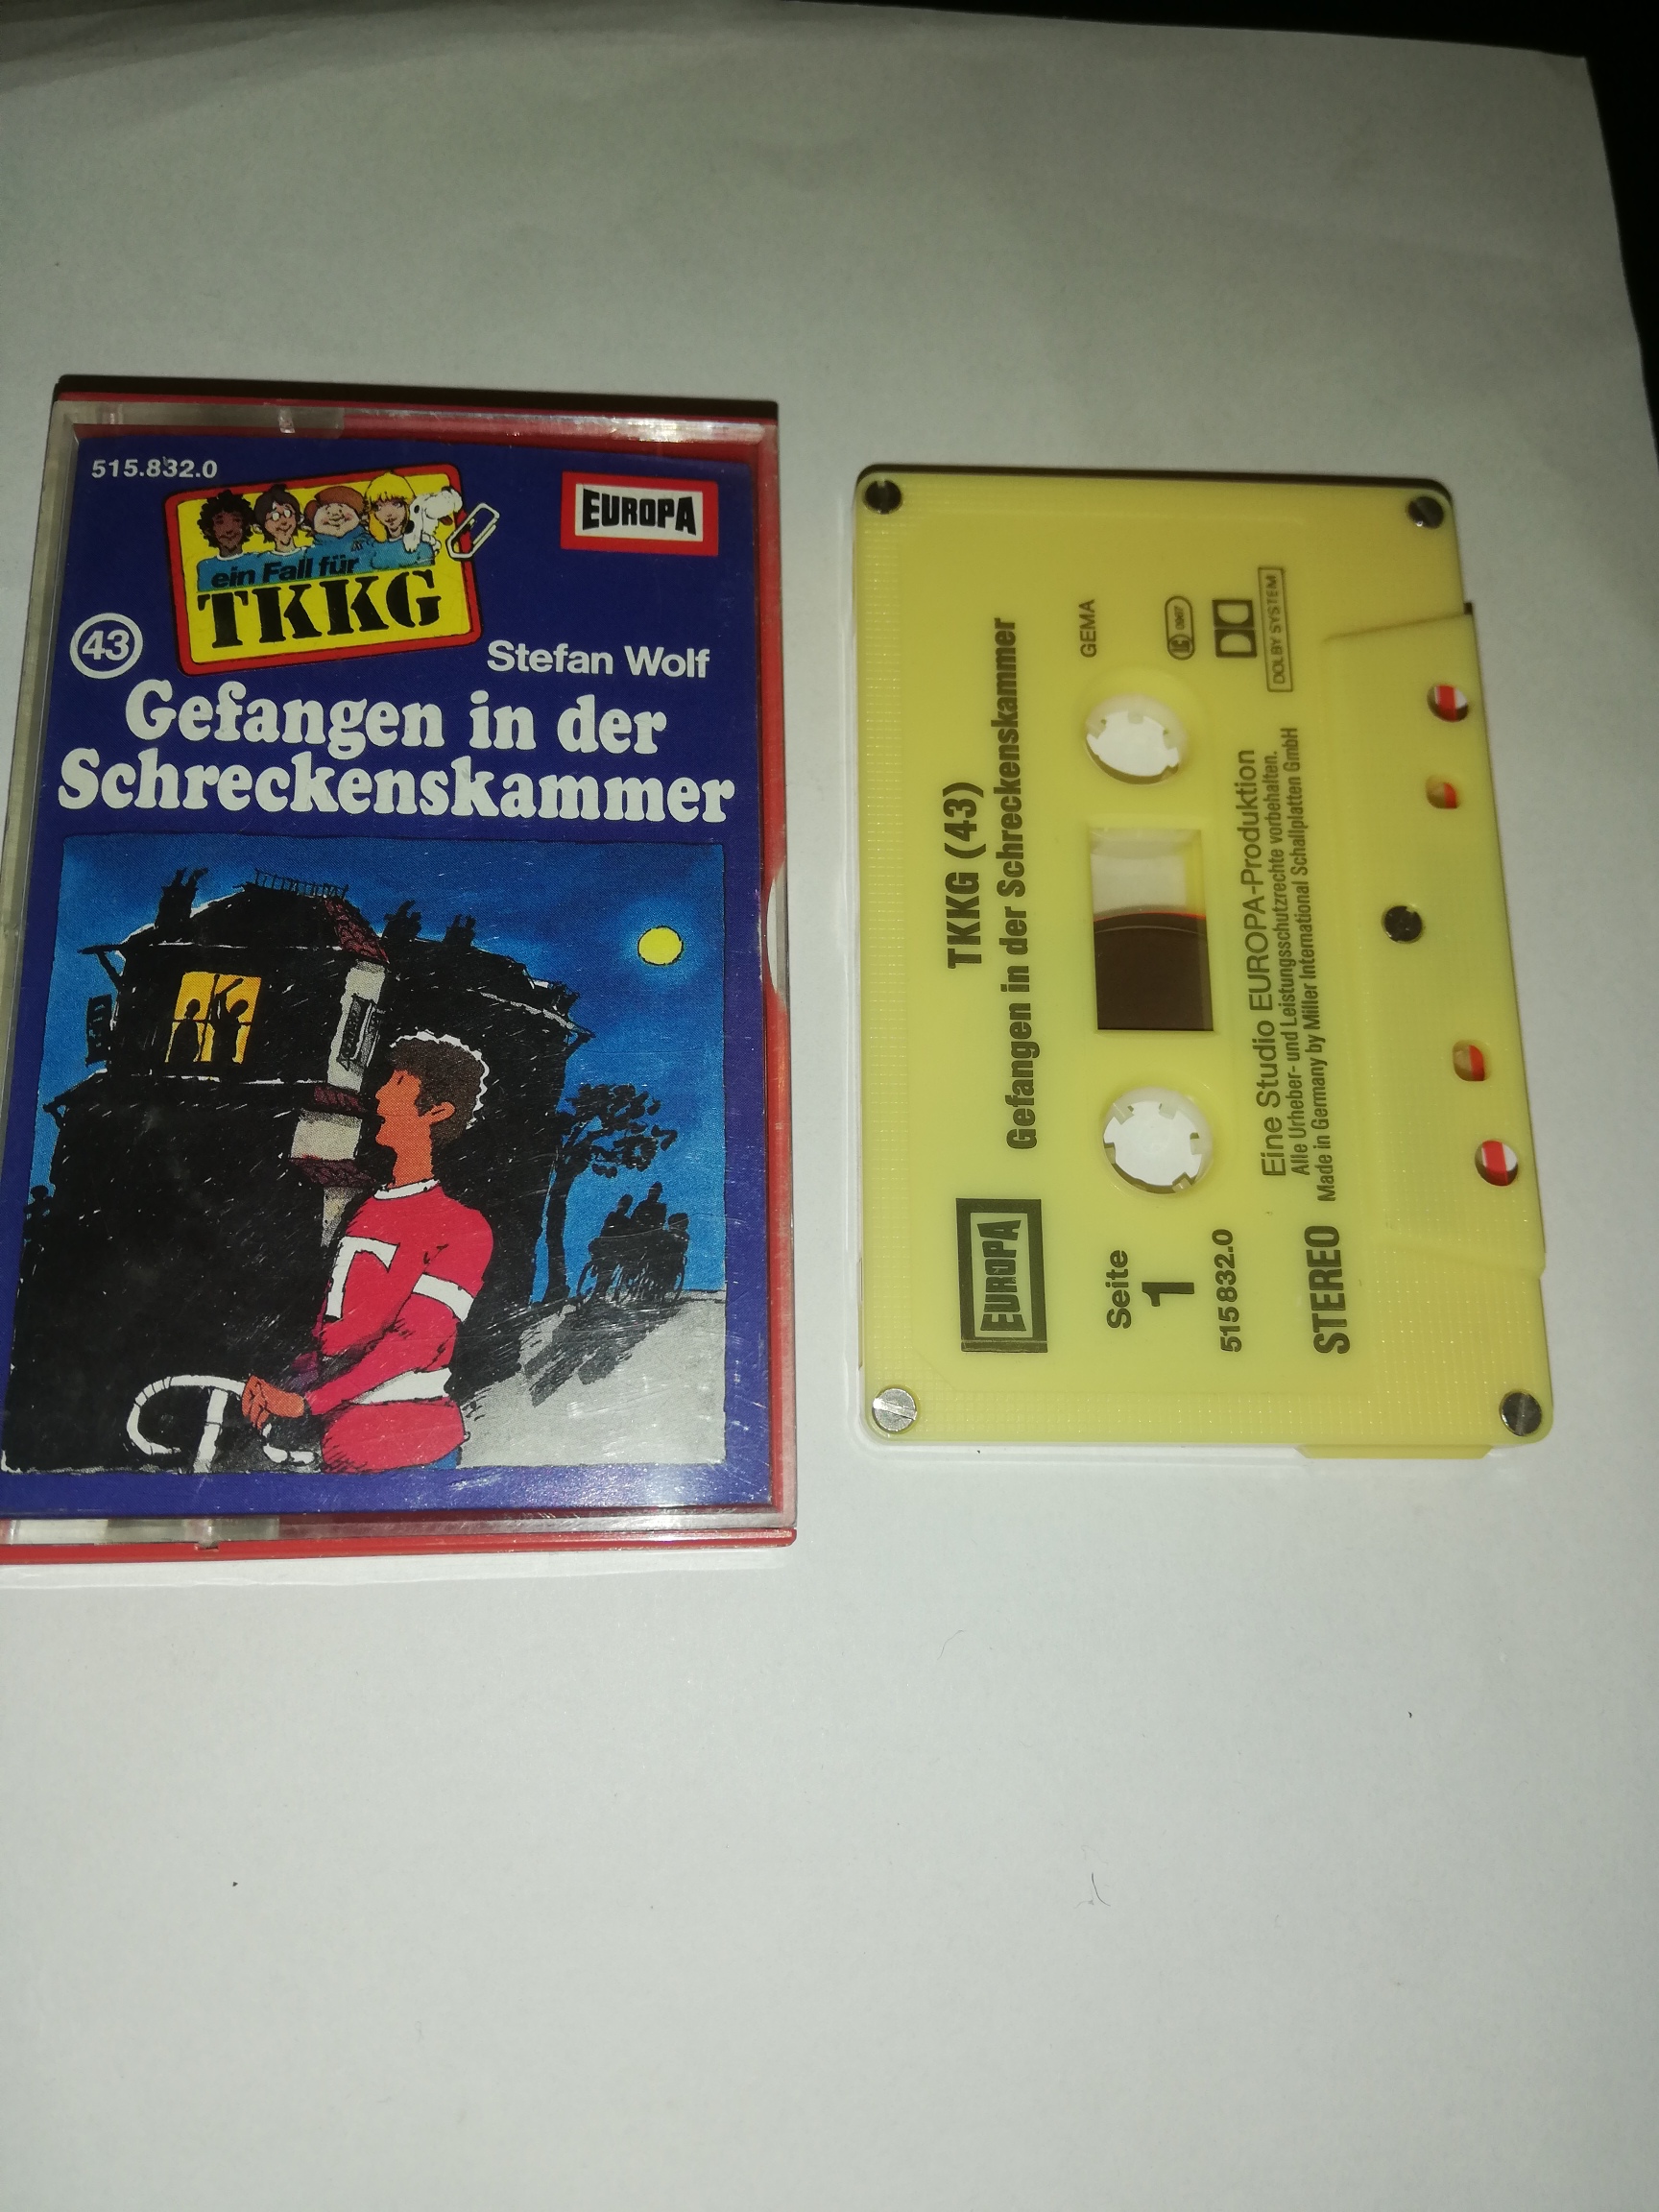 515.832.0
ein Fall für
TKKG
EUROPA
43
Stefan Wolf
Gefangen in der
Schreckenskammer
TKKG (43)
Gefangen in der Schreckenskammer
EUROPA
GEMA
LC 0067
DOLBY SYSTEM
Seite
1
515 832.0
STEREO
Eine Studio EUROPA-Produktion
Alle Urheber- und Leistungsschutzrechte vorbehalten.
Made in Germany by Miller International Schallplatten GmbH